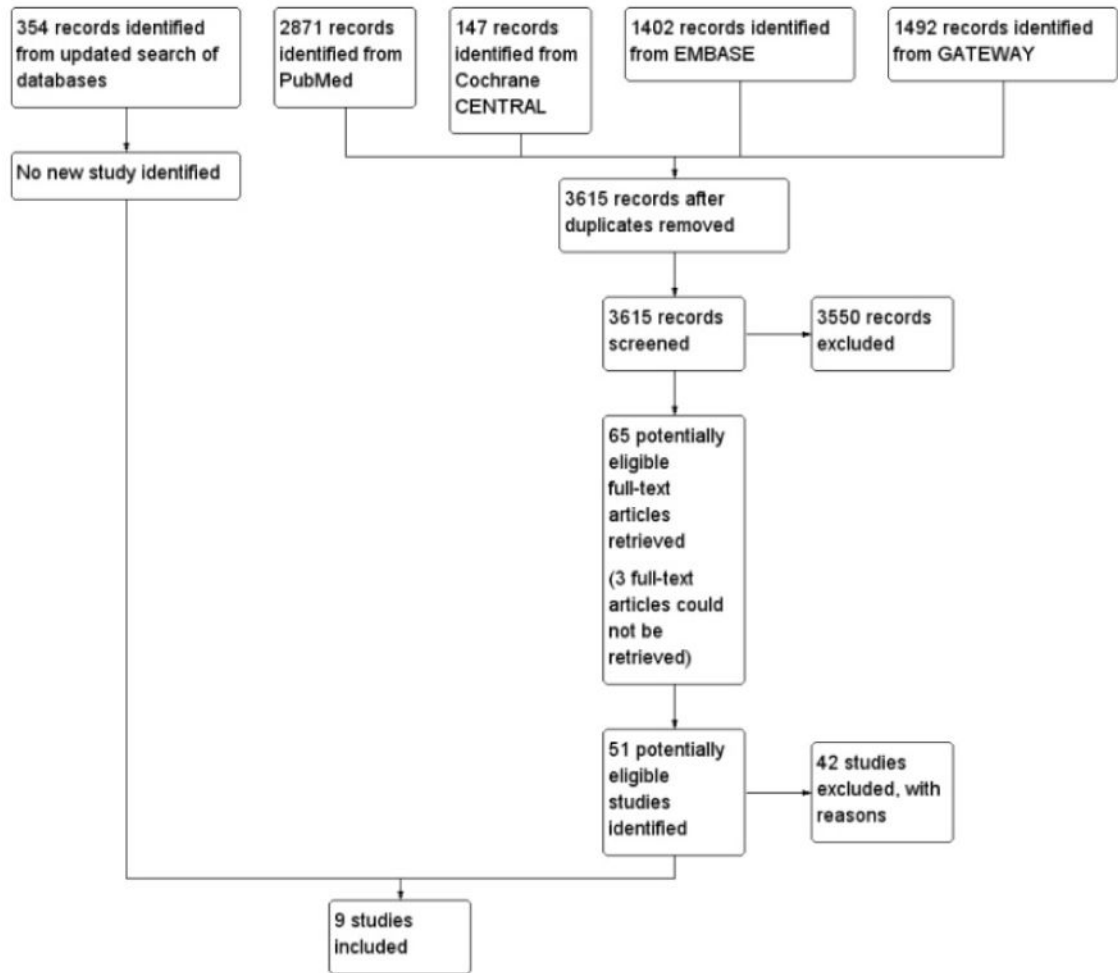 354 records identified
from updated search of
databases
2871 records
identified from
PubMed
147 records
identified from
Cochrane
CENTRAL
1402 records identified
from EMBASE
1492 records identified
from GATEWAY
No new study identified
3615 records after
duplicates removed
3615 records
screened
3550 records
excluded
65 potentially
eligible
full-text
articles
retrieved
(3 full-text
articles could
not be
retrieved)
51 potentially
eligible
studies
identified
42 studies
excluded, with
reasons
9 studies
included